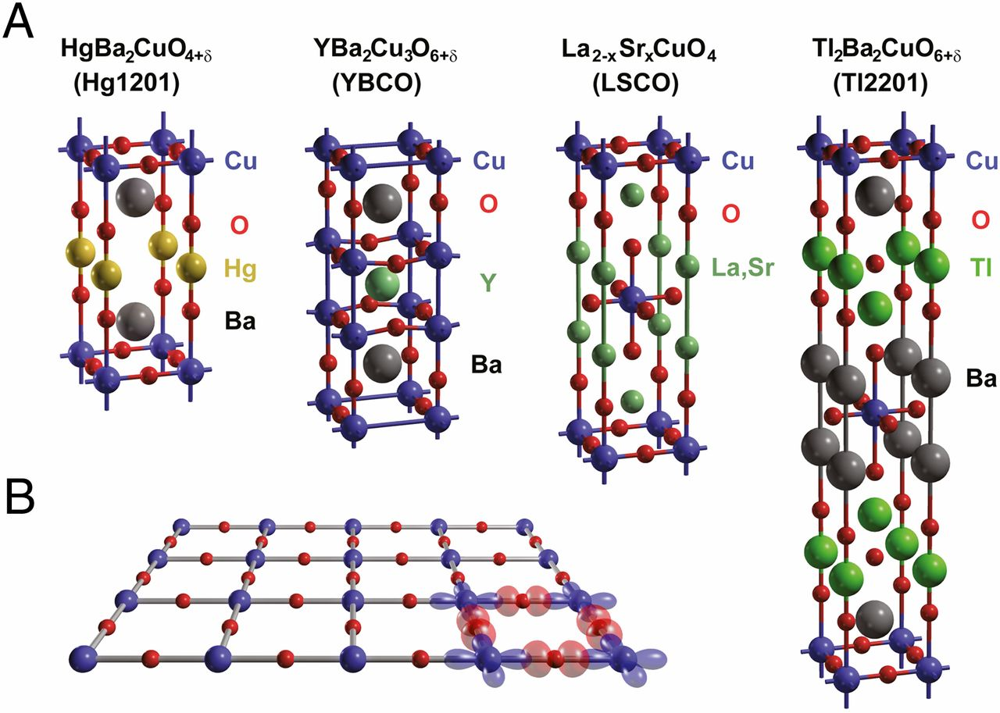 A
HgBa₂CuO₄₊δ
(Hg1201)
Cu
O
Hg
Ba
YBa₂Cu₃O₆₊δ
(YBCO)
Cu
O
Y
Ba
La₂₋ₓSrₓCuO₄
(LSCO)
Cu
O
La,Sr
Tl₂Ba₂CuO₆₊δ
(Tl2201)
Cu
O
Tl
Ba
B